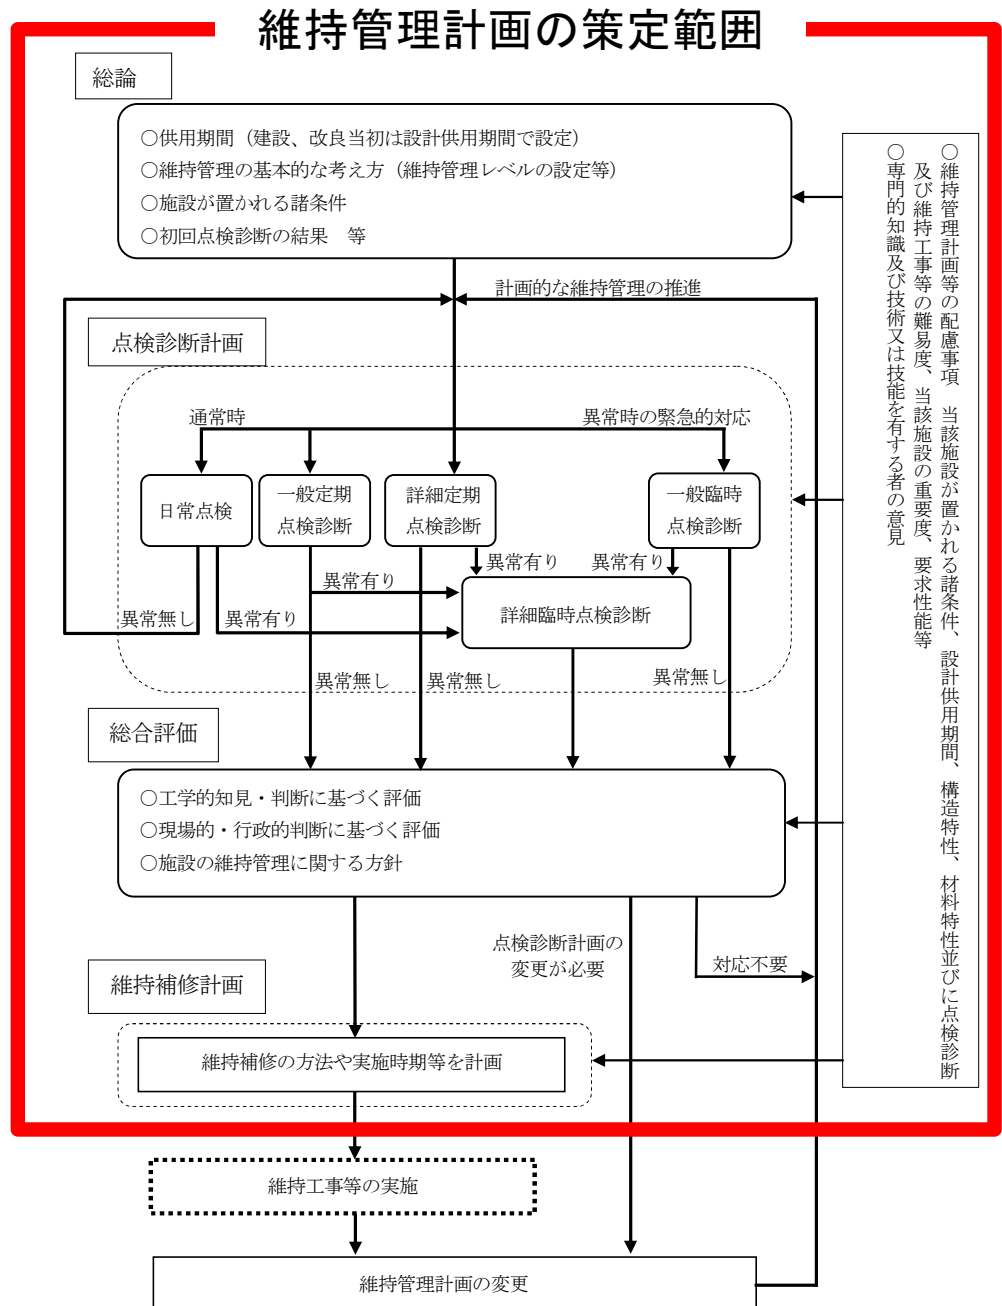 維持管理計画の策定範囲
総論
○供用期間（建設、改良当初は設計供用期間で設定）
○維持管理の基本的な考え方（維持管理レベルの設定等）
○施設が置かれる諸条件
○初回点検診断の結果　等
○維持管理計画等の配慮事項　当該施設が置かれる諸条件、設計供用期間、構造特性、材料特性並びに点検診断
及び維持工事等の難易度、当該施設の重要度、要求性能等
○専門的知識及び技術又は技能を有する者の意見
計画的な維持管理の推進
点検診断計画
通常時
異常時の緊急的対応
日常点検
一般定期
点検診断
詳細定期
点検診断
一般臨時
点検診断
異常有り
異常有り
異常有り
詳細臨時点検診断
異常無し
異常有り
異常無し
異常無し
異常無し
総合評価
○工学的知見・判断に基づく評価
○現場的・行政的判断に基づく評価
○施設の維持管理に関する方針
点検診断計画の
変更が必要
対応不要
維持補修計画
維持補修の方法や実施時期等を計画
維持工事等の実施
維持管理計画の変更